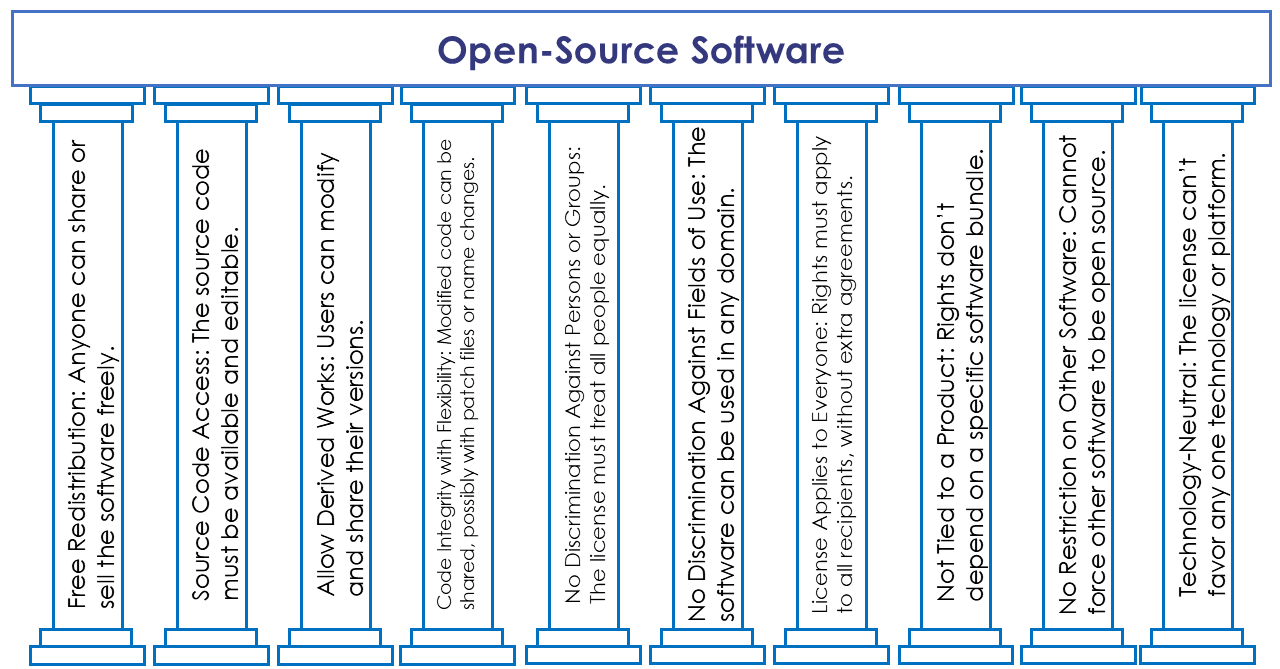 Open-Source Software
Free Redistribution: Anyone can share or
sell the software freely.
Source Code Access: The source code
must be available and editable.
Allow Derived Works: Users can modify
and share their versions.
Code Integrity with Flexibility: Modified code can be
shared, possibly with patch files or name changes.
No Discrimination Against Persons or Groups:
The license must treat all people equally.
No Discrimination Against Fields of Use: The
software can be used in any domain.
License Applies to Everyone: Rights must apply
to all recipients, without extra agreements.
Not Tied to a Product: Rights don't
depend on a specific software bundle.
No Restriction on Other Software: Cannot
force other software to be open source.
Technology-Neutral: The license can't
favor any one technology or platform.